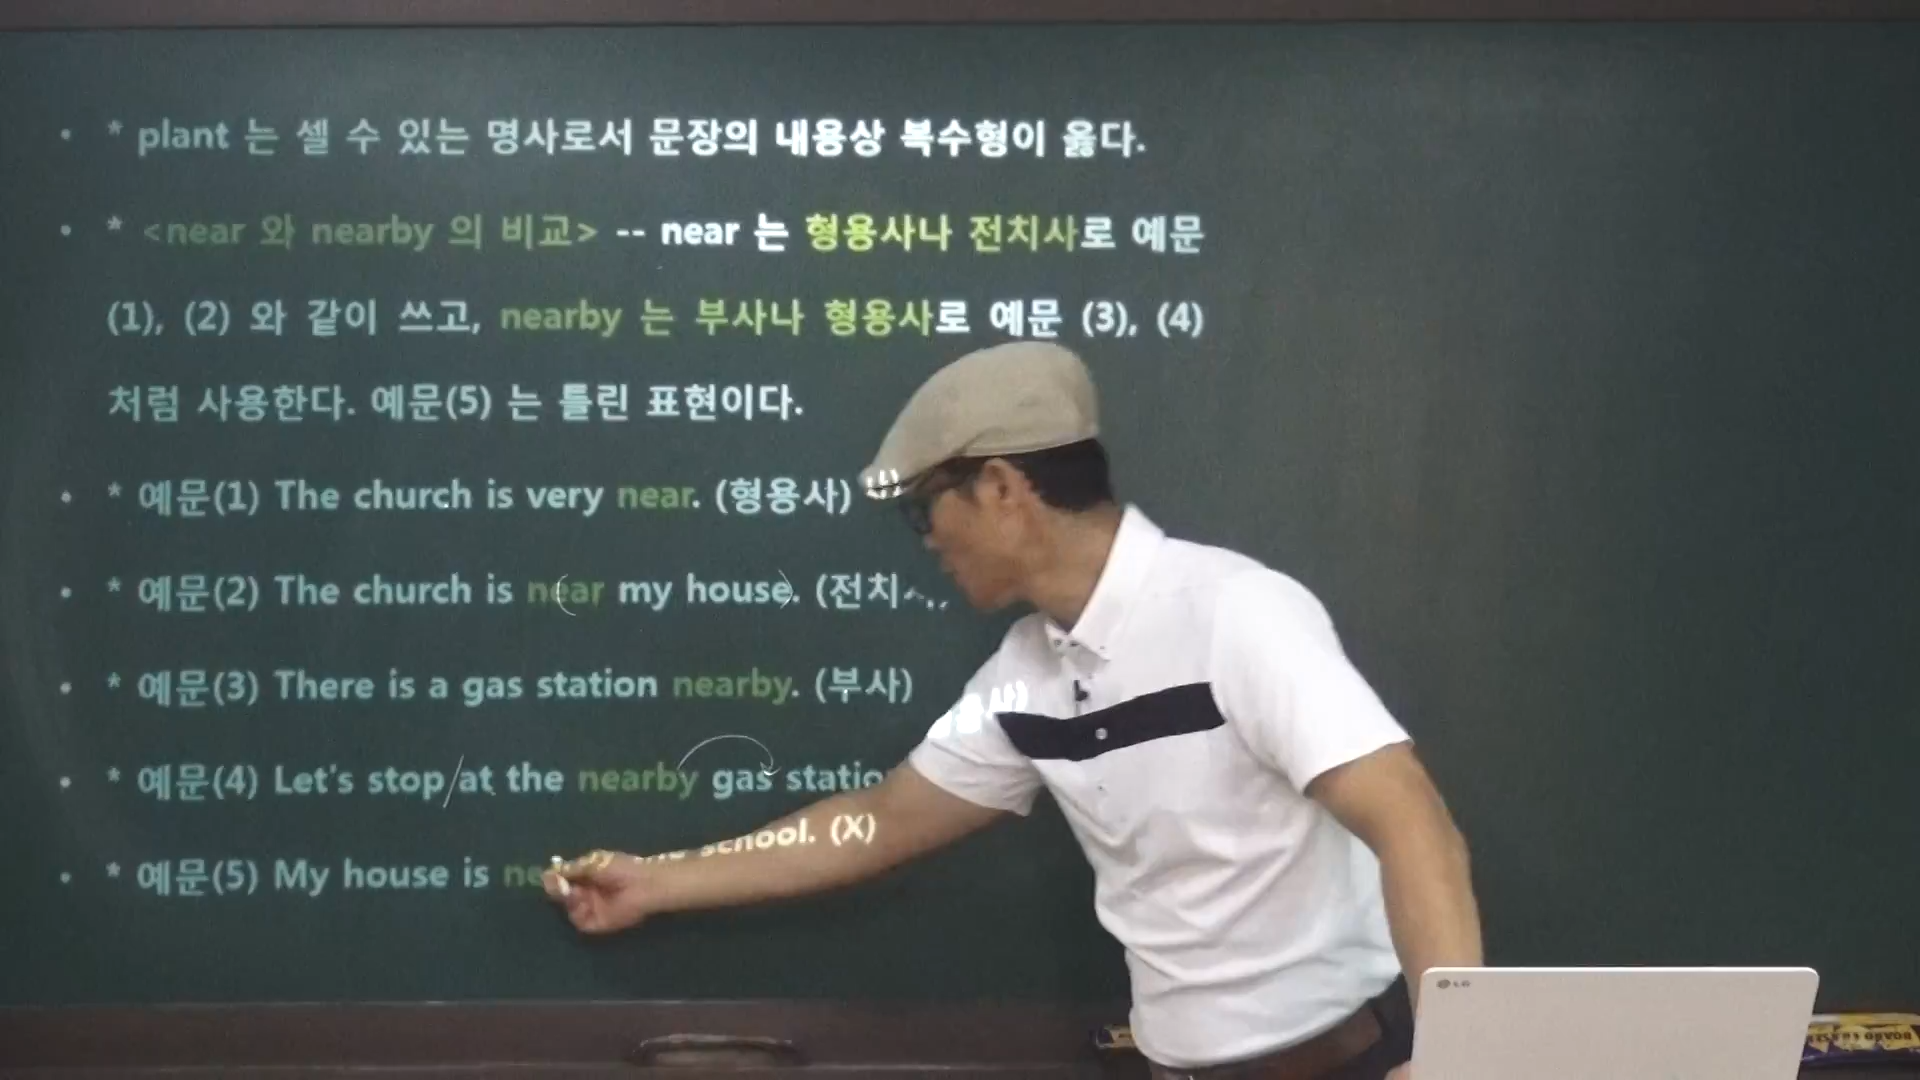 • * plant 는 셀 수 있는 명사로서 문장의 내용상 복수형이 옳다.
• * <near 와 nearby 의 비교> -- near 는 형용사나 전치사로 예문
(1), (2) 와 같이 쓰고, nearby 는 부사나 형용사로 예문 (3), (4)
처럼 사용한다. 예문(5) 는 틀린 표현이다.
• * 예문(1) The church is very near. (형용사)
• * 예문(2) The church is near my house. (전치사)
• * 예문(3) There is a gas station nearby. (부사)
• * 예문(4) Let's stop/at the nearby gas
• * 예문(5) My house is school. (X)
LG